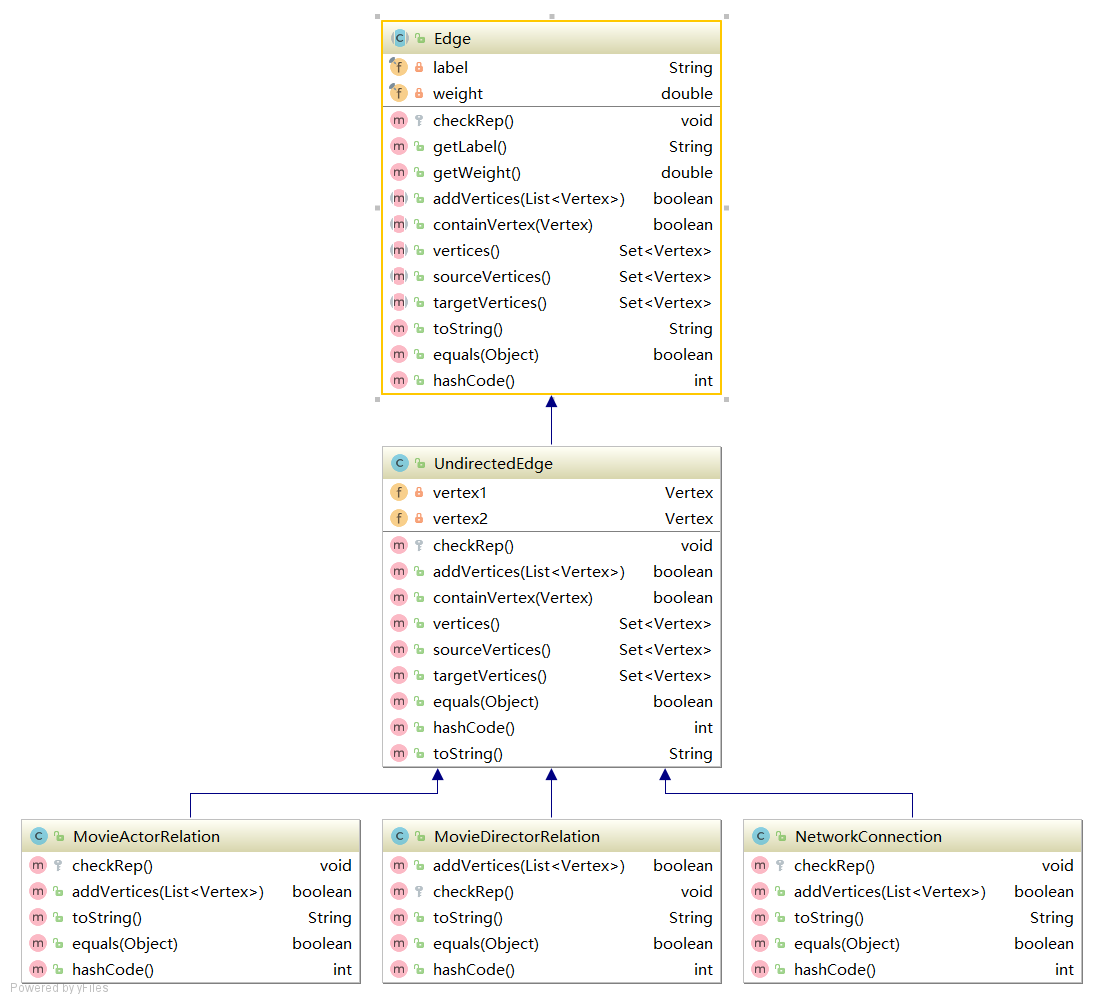 Edge
label String
weight double
checkRep() void
getLabel() String
getWeight() double
addVertices(List<Vertex>) boolean
containVertex(Vertex) boolean
vertices() Set<Vertex>
sourceVertices() Set<Vertex>
targetVertices() Set<Vertex>
toString() String
equals(Object) boolean
hashCode() int
UndirectedEdge
vertex1 Vertex
vertex2 Vertex
checkRep() void
addVertices(List<Vertex>) boolean
containVertex(Vertex) boolean
vertices() Set<Vertex>
sourceVertices() Set<Vertex>
targetVertices() Set<Vertex>
equals(Object) boolean
hashCode() int
toString() String
MovieActorRelation
checkRep() void
addVertices(List<Vertex>) boolean
toString() String
equals(Object) boolean
hashCode() int
MovieDirectorRelation
addVertices(List<Vertex>) boolean
checkRep() void
toString() String
equals(Object) boolean
hashCode() int
NetworkConnection
checkRep() void
addVertices(List<Vertex>) boolean
toString() String
equals(Object) boolean
hashCode() int
Powered by yFiles